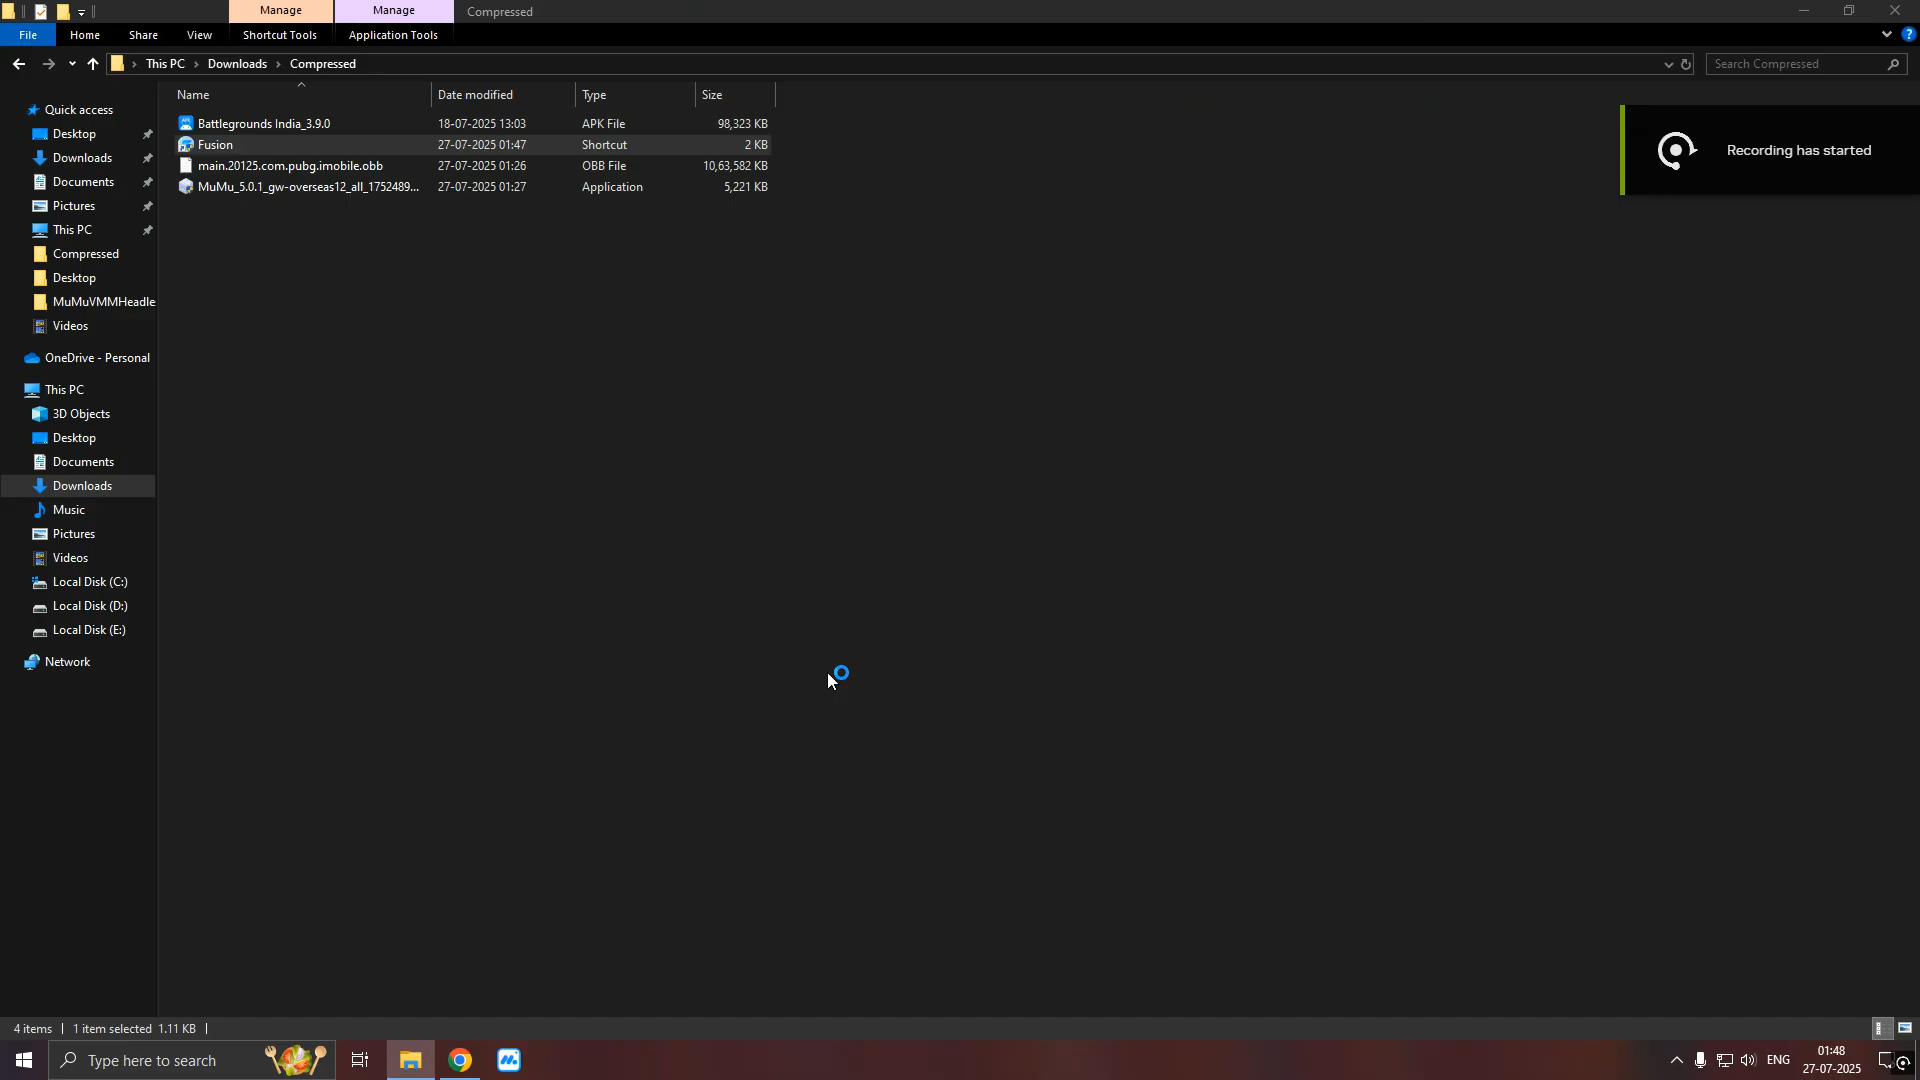 Manage
Manage
Compressed
File
Home
Share
View
Shortcut Tools
Application Tools
This PC
Downloads
Compressed
Search Compressed
Name
Date modified
Type
Size
Battlegrounds India_3.9.0
18-07-2025 13:03
APK File
98,323 KB
Fusion
27-07-2025 01:47
Shortcut
2 KB
main.20125.com.pubg.imobile.obb
27-07-2025 01:26
OBB File
10,63,582 KB
MuMu_5.0.1_gw-overseas12_all_1752489...
27-07-2025 01:27
Application
5,221 KB
Recording has started
Quick access
Desktop
Downloads
Documents
Pictures
This PC
Compressed
Desktop
MuMuVMMHeadle
Videos
OneDrive - Personal
This PC
3D Objects
Desktop
Documents
Downloads
Music
Pictures
Videos
Local Disk (C:)
Local Disk (D:)
Local Disk (E:)
Network
4 items
1 item selected 1.11 KB
Type here to search
ENG
01:48
27-07-2025